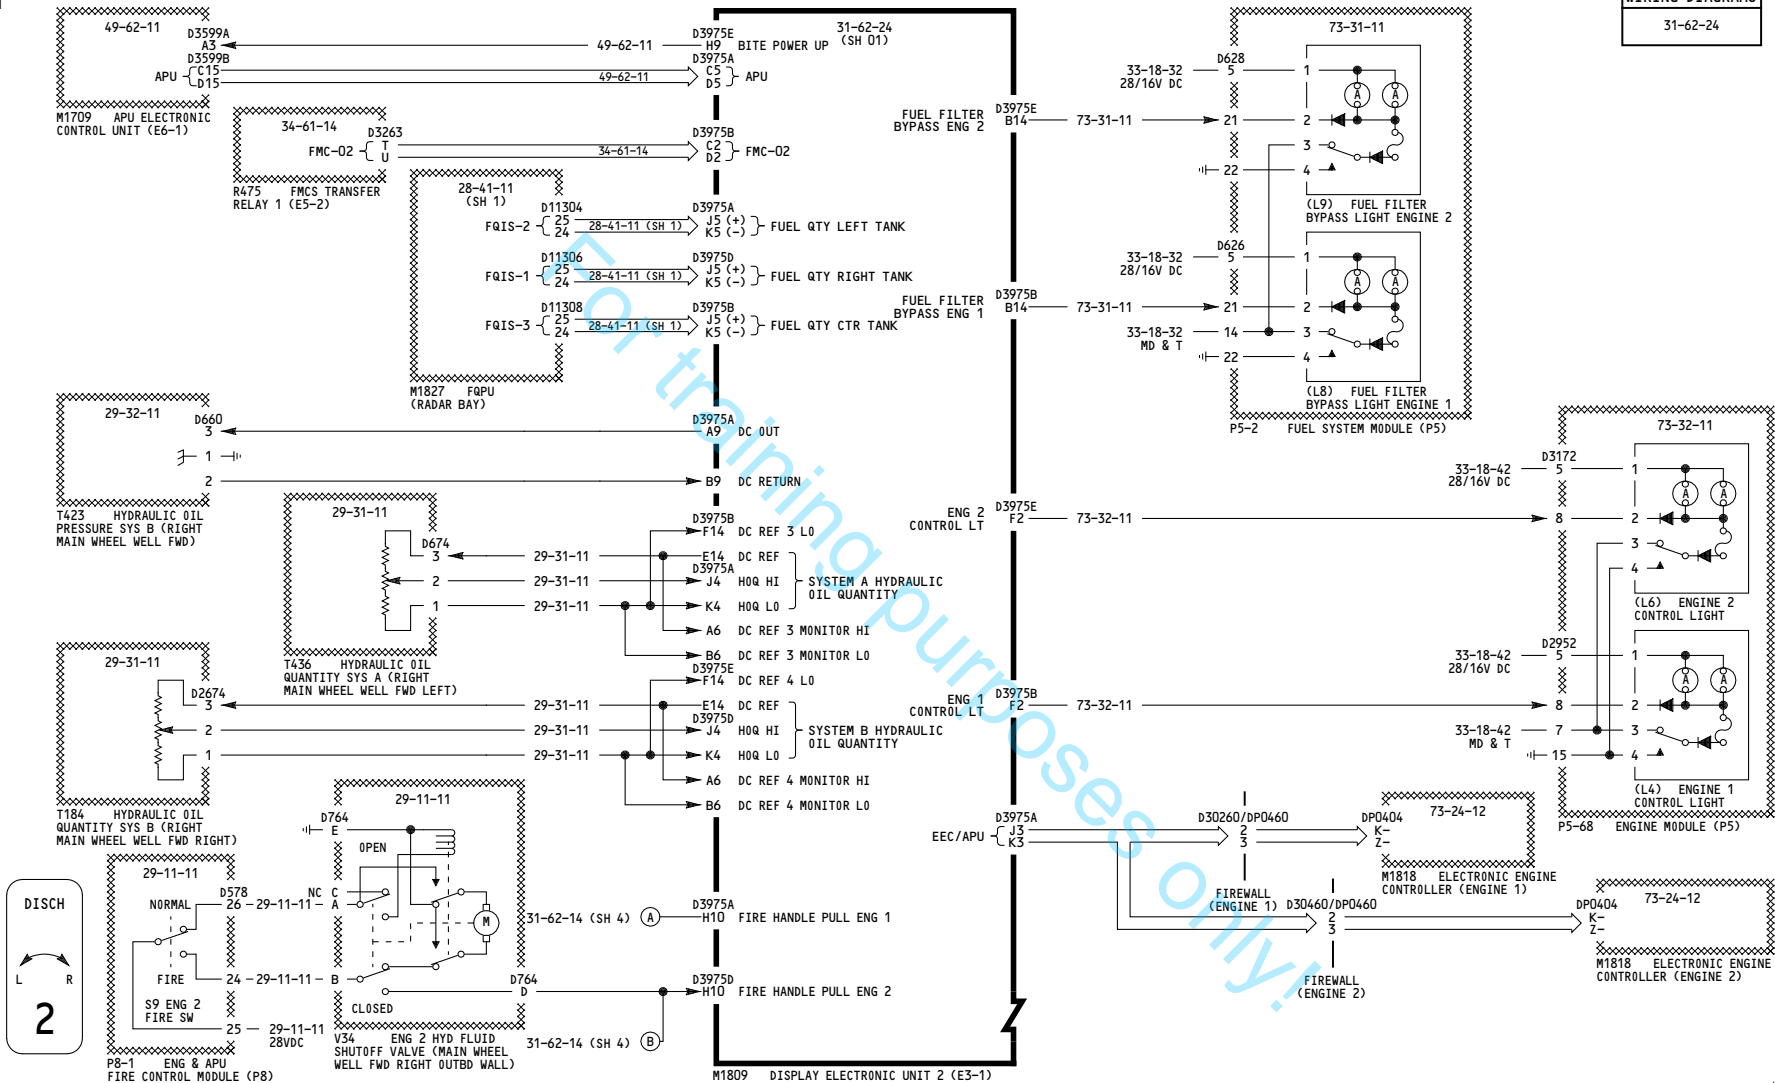 WIRING DIAGRAMS
31-62-24
49-62-11
D3599A
A3
D3599B
APU
C15
D15
49-62-11
49-62-11
M1709 APU ELECTRONIC
CONTROL UNIT (E6-1)
D3975E
H9 BITE POWER UP
D3975A
C5
D5
APU
31-62-24
(SH 01)
34-61-14
D3263
FMC-02
T
U
34-61-14
D3975B
C2
D2
FMC-02
R475 FMCS TRANSFER
RELAY 1 (E5-2)
28-41-11
(SH 1)
D11304
FQIS-2
25
24
28-41-11 (SH 1)
D3975A
J5 (+)
K5 (-)
FUEL QTY LEFT TANK
D11306
FQIS-1
25
24
28-41-11 (SH 1)
D3975D
J5 (+)
K5 (-)
FUEL QTY RIGHT TANK
D11308
FQIS-3
25
24
28-41-11 (SH 1)
D3975B
J5 (+)
K5 (-)
FUEL QTY CTR TANK
M1827 FQPU
(RADAR BAY)
29-32-11
D660
3
1
2
D3975A
A9 DC OUT
B9 DC RETURN
T423 HYDRAULIC OIL
PRESSURE SYS B (RIGHT
MAIN WHEEL WELL FWD)
29-31-11
D674
3
2
1
29-31-11
29-31-11
29-31-11
D3975B
F14 DC REF 3 LO
E14 DC REF
D3975A
J4 HOQ HI
K4 HOQ LO
SYSTEM A HYDRAULIC
OIL QUANTITY
A6 DC REF 3 MONITOR HI
B6 DC REF 3 MONITOR LO
T436 HYDRAULIC OIL
QUANTITY SYS A (RIGHT
MAIN WHEEL WELL FWD LEFT)
29-31-11
D2674
3
2
1
29-31-11
29-31-11
29-31-11
D3975E
F14 DC REF 4 LO
E14 DC REF
D3975D
J4 HOQ HI
K4 HOQ LO
SYSTEM B HYDRAULIC
OIL QUANTITY
A6 DC REF 4 MONITOR HI
B6 DC REF 4 MONITOR LO
T184 HYDRAULIC OIL
QUANTITY SYS B (RIGHT
MAIN WHEEL WELL FWD RIGHT)
DISCH
L R
2
29-11-11
D578
NORMAL
26
29-11-11
FIRE
24
29-11-11
S9 ENG 2
FIRE SW
25
29-11-11
28VDC
P8-1 ENG & APU
FIRE CONTROL MODULE (P8)
29-11-11
D764
E
OPEN
NC C
A
B
M
CLOSED
D764
D
V34 ENG 2 HYD FLUID
SHUTOFF VALVE (MAIN WHEEL
WELL FWD RIGHT OUTBD WALL)
31-62-14 (SH 4) A
D3975A
H10 FIRE HANDLE PULL ENG 1
D3975D
H10 FIRE HANDLE PULL ENG 2
31-62-14 (SH 4) B
M1809 DISPLAY ELECTRONIC UNIT 2 (E3-1)
FUEL FILTER
BYPASS ENG 2
D3975E
B14
73-31-11
FUEL FILTER
BYPASS ENG 1
D3975B
B14
73-31-11
73-31-11
33-18-32
28/16V DC
D628
5
21
22
1
2
3
4
A
A
(L9) FUEL FILTER
BYPASS LIGHT ENGINE 2
33-18-32
28/16V DC
D626
5
21
33-18-32
MD & T
14
22
1
2
3
4
A
A
(L8) FUEL FILTER
BYPASS LIGHT ENGINE 1
P5-2 FUEL SYSTEM MODULE (P5)
ENG 2
CONTROL LT
D3975E
F2
73-32-11
ENG 1
CONTROL LT
D3975B
F2
73-32-11
73-32-11
33-18-42
28/16V DC
D3172
5
8
1
2
3
4
A
A
(L6) ENGINE 2
CONTROL LIGHT
33-18-42
28/16V DC
D2952
5
8
33-18-42
MD & T
7
15
1
2
3
4
A
A
(L4) ENGINE 1
CONTROL LIGHT
P5-68 ENGINE MODULE (P5)
EEC/APU
D3975A
J3
K3
D30260/DP0460
2
3
FIREWALL
(ENGINE 1)
DP0404
K-
Z-
73-24-12
M1818 ELECTRONIC ENGINE
CONTROLLER (ENGINE 1)
D30460/DP0460
2
3
FIREWALL
(ENGINE 2)
DP0404
K-
Z-
73-24-12
M1818 ELECTRONIC ENGINE
CONTROLLER (ENGINE 2)
For training purposes only!